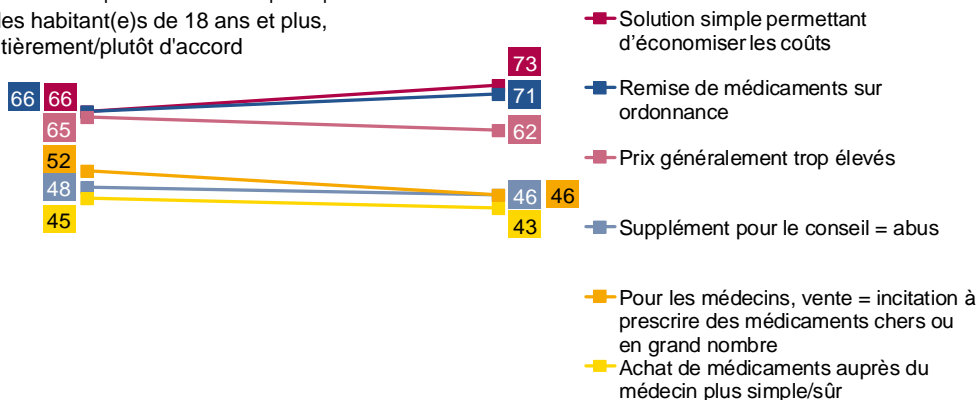 les habitant(e)s de 18 ans et plus,
tièrement/plutôt d'accord
66 66
65
52
48
45
73
71
62
46 46
43
Solution simple permettant
d'économiser les coûts
Remise de médicaments sur
ordonnance
Prix généralement trop élevés
Supplément pour le conseil = abus
Pour les médecins, vente = incitation à
prescrire des médicaments chers ou
en grand nombre
Achat de médicaments auprès du
médecin plus simple/sûr